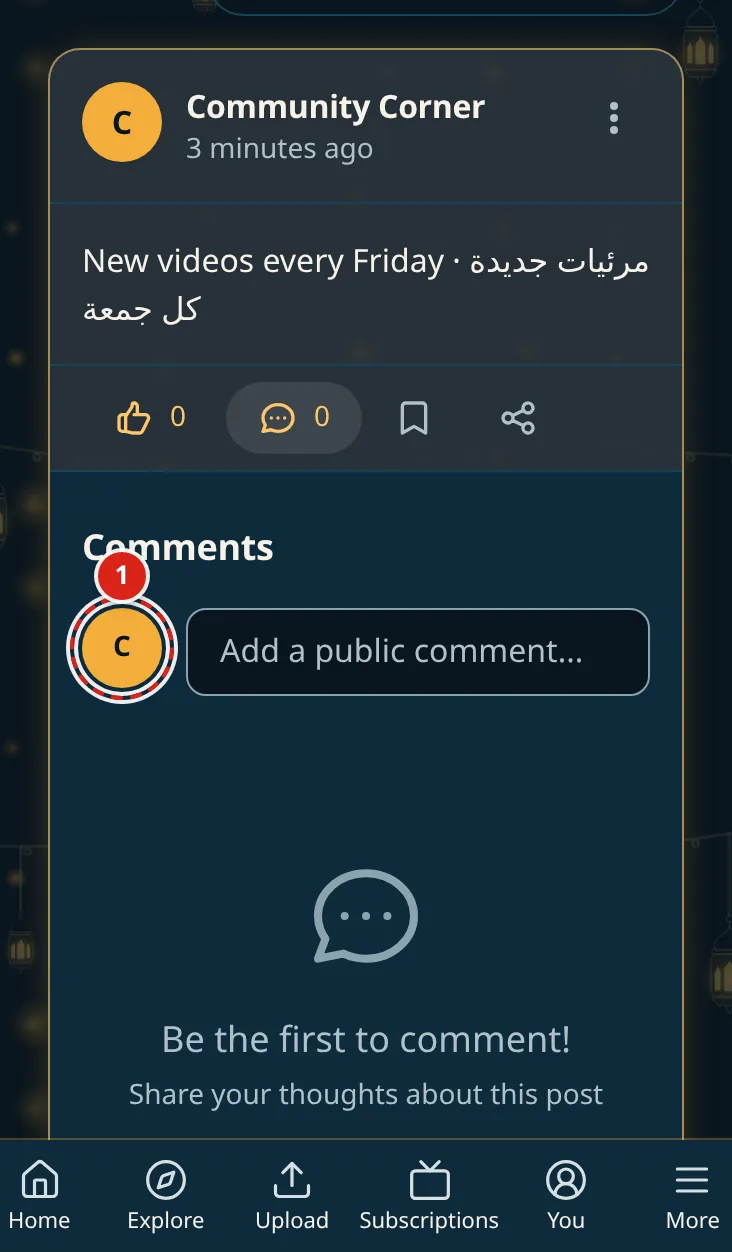 C
Community Corner
3 minutes ago
New videos every Friday · مرئيات جديدة
كل جمعة
0
0
Comments
1
C
Add a public comment...
Be the first to comment!
Share your thoughts about this post
Home
Explore
Upload
Subscriptions
You
More